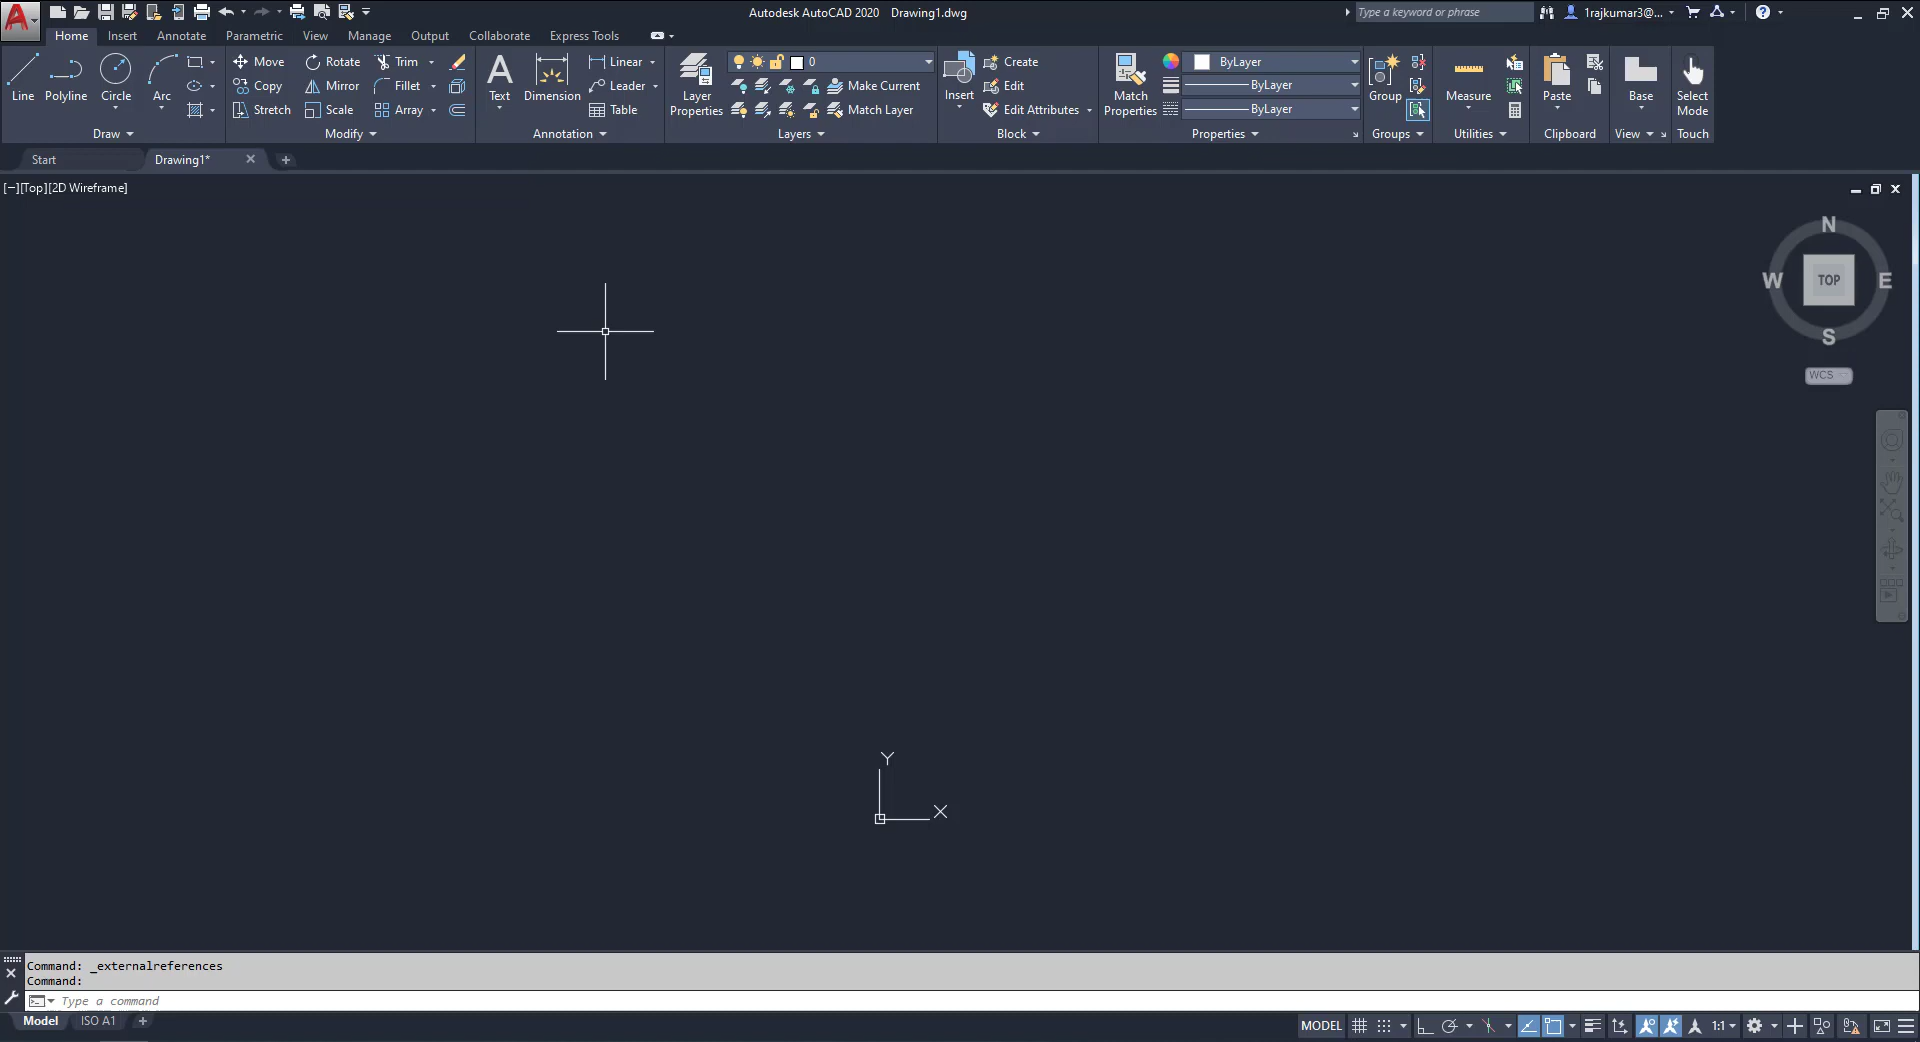 Autodesk AutoCAD 2020 Drawing1.dwg
Type a keyword or phrase
1rajkumar3@...
Home Insert Annotate Parametric View Manage Output Collaborate Express Tools
Line Polyline Circle Arc
Draw
Move Rotate Trim
Copy Mirror Fillet
Stretch Scale Array
Modify
Text Dimension
Linear
Leader
Table
Annotation
Layer Properties
0
Make Current
Match Layer
Layers
Insert
Create
Edit
Edit Attributes
Block
Match Properties
ByLayer
ByLayer
ByLayer
Properties
Group
Groups
Measure
Utilities
Paste
Clipboard
Base
View
Select Mode
Touch
Start Drawing1*
[−][Top][2D Wireframe]
N
W TOP E
S
WCS
Y
X
Command: _externalreferences
Command:
Type a command
Model ISO A1
MODEL 1:1